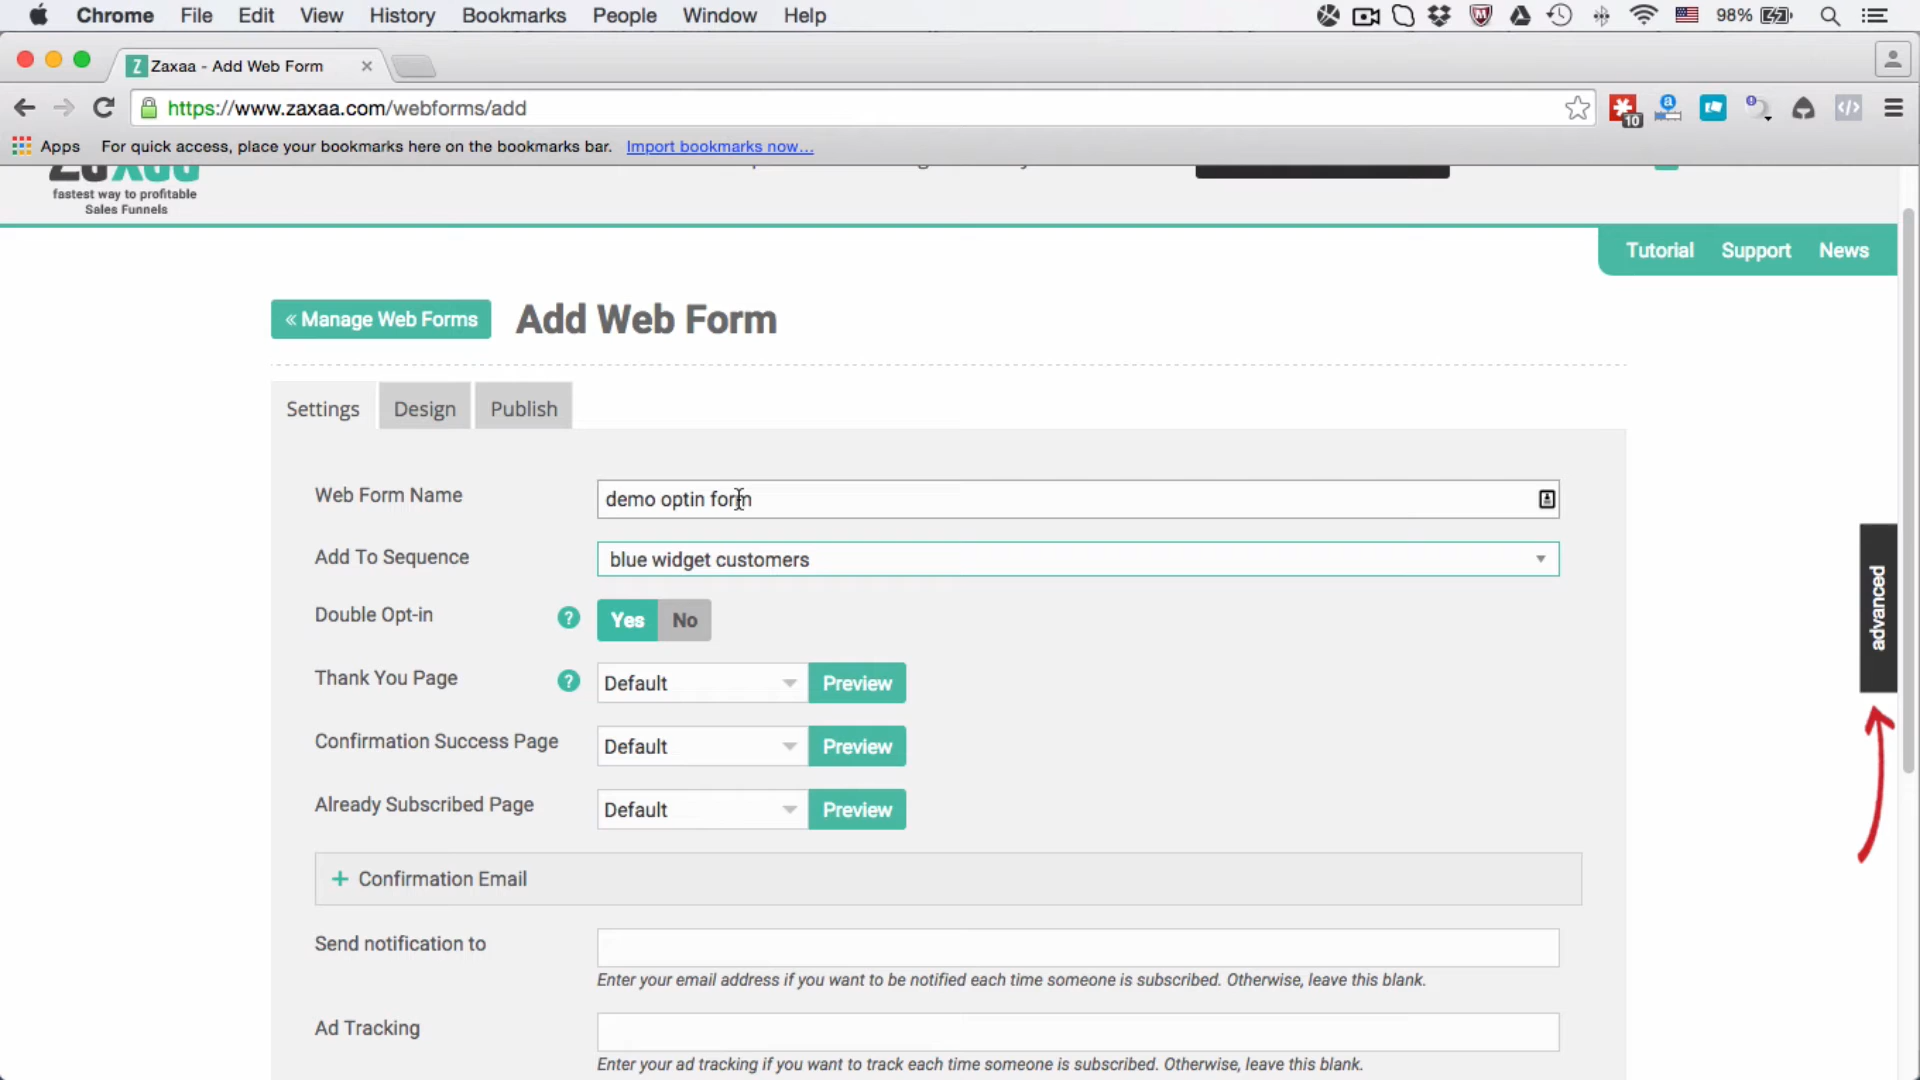 Chrome File Edit View History Bookmarks People Window Help 98%
Zaxaa - Add Web Form
https://www.zaxaa.com/webforms/add
10
Apps For quick access, place your bookmarks here on the bookmarks bar. Import bookmarks now...
fastest way to profitable
Sales Funnels
Tutorial Support News
« Manage Web Forms Add Web Form
Settings Design Publish
Web Form Name demo optin form
Add To Sequence blue widget customers
Double Opt-in ? Yes No
Thank You Page ? Default Preview
Confirmation Success Page Default Preview
Already Subscribed Page Default Preview
+ Confirmation Email
Send notification to
Enter your email address if you want to be notified each time someone is subscribed. Otherwise, leave this blank.
Ad Tracking
Enter your ad tracking if you want to track each time someone is subscribed. Otherwise, leave this blank.
advanced